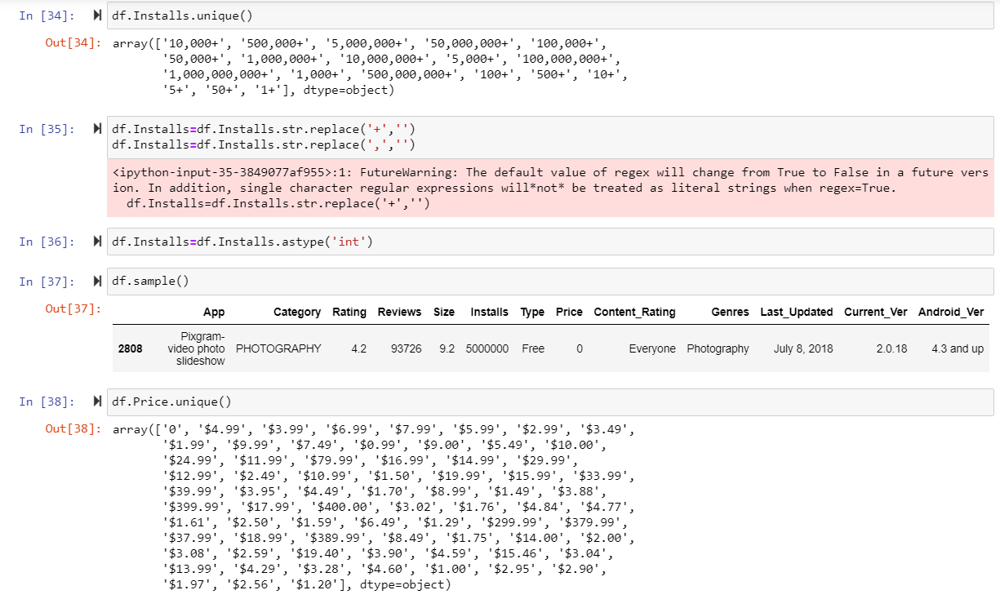 In [34]: df.Installs.unique()
Out[34]: array(['10,000+', '500,000+', '5,000,000+', '50,000,000+', '100,000+',
'50,000+', '1,000,000+', '10,000,000+', '5,000+', '100,000,000+',
'1,000,000,000+', '1,000+', '500,000,000+', '100+', '500+', '10+',
'5+', '50+', '1+'], dtype=object)
In [35]: df.Installs=df.Installs.str.replace('+','')
df.Installs=df.Installs.str.replace(',','')
<ipython-input-35-3849077af955>:1: FutureWarning: The default value of regex will change from True to False in a future vers
ion. In addition, single character regular expressions will*not* be treated as literal strings when regex=True.
df.Installs=df.Installs.str.replace('+','')
In [36]: df.Installs=df.Installs.astype('int')
In [37]: df.sample()
Out[37]:
App Category Rating Reviews Size Installs Type Price Content_Rating Genres Last_Updated Current_Ver Android_Ver
Pixgram-
2808 video photo PHOTOGRAPHY 4.2 93726 9.2 5000000 Free 0 Everyone Photography July 8, 2018 2.0.18 4.3 and up
slideshow
In [38]: df.Price.unique()
Out[38]: array(['0', '$4.99', '$3.99', '$6.99', '$7.99', '$5.99', '$2.99', '$3.49',
'$1.99', '$9.99', '$7.49', '$0.99', '$9.00', '$5.49', '$10.00',
'$24.99', '$11.99', '$79.99', '$16.99', '$14.99', '$29.99',
'$12.99', '$2.49', '$10.99', '$1.50', '$19.99', '$15.99', '$33.99',
'$39.99', '$3.95', '$4.49', '$1.70', '$8.99', '$1.49', '$3.88',
'$399.99', '$17.99', '$400.00', '$3.02', '$1.76', '$4.84', '$4.77',
'$1.61', '$2.50', '$1.59', '$6.49', '$1.29', '$299.99', '$379.99',
'$37.99', '$18.99', '$389.99', '$8.49', '$1.75', '$14.00', '$2.00',
'$3.08', '$2.59', '$19.40', '$3.90', '$4.59', '$15.46', '$3.04',
'$13.99', '$4.29', '$3.28', '$4.60', '$1.00', '$2.95', '$2.90',
'$1.97', '$2.56', '$1.20'], dtype=object)